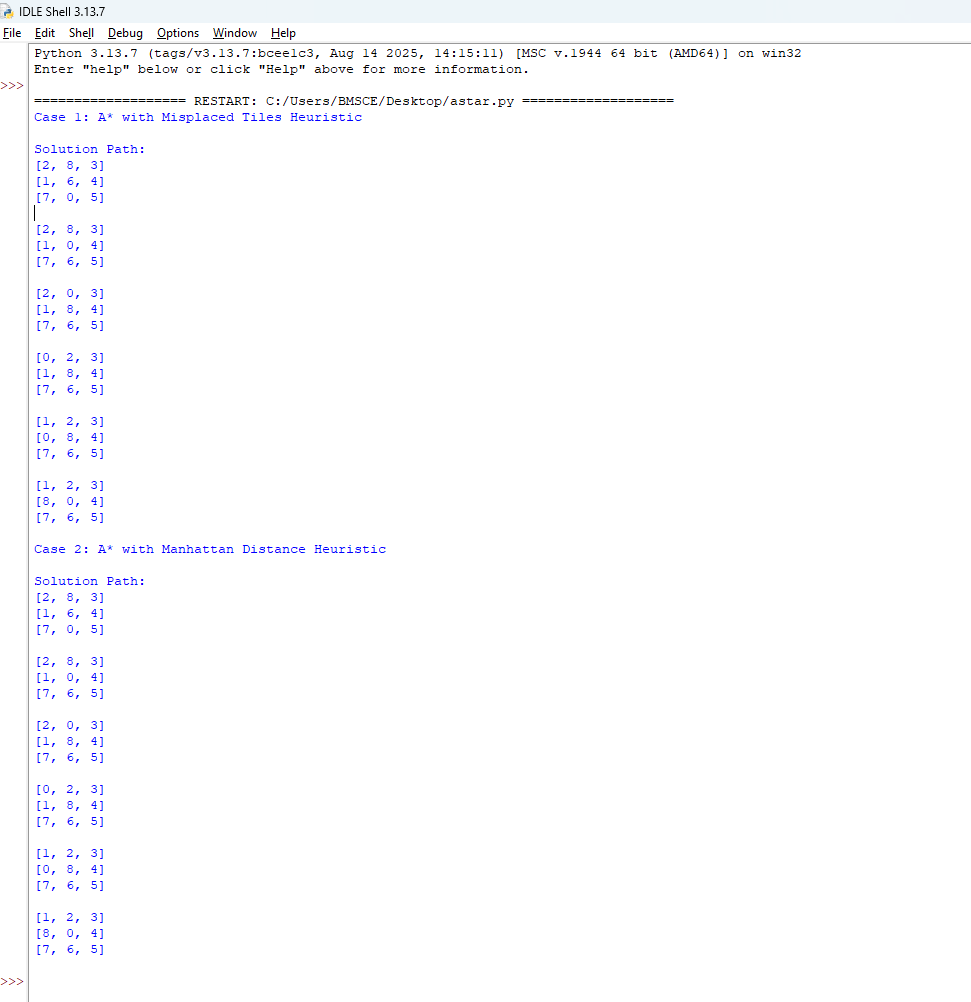 IDLE Shell 3.13.7
File Edit Shell Debug Options Window Help
Python 3.13.7 (tags/v3.13.7:bcee1c3, Aug 14 2025, 14:15:11) [MSC v.1944 64 bit (AMD64)] on win32
Enter "help" below or click "Help" above for more information.
>>>
=================== RESTART: C:/Users/BMSCE/Desktop/astar.py ===================
Case 1: A* with Misplaced Tiles Heuristic
Solution Path:
[2, 8, 3]
[1, 6, 4]
[7, 0, 5]
[2, 8, 3]
[1, 0, 4]
[7, 6, 5]
[2, 0, 3]
[1, 8, 4]
[7, 6, 5]
[0, 2, 3]
[1, 8, 4]
[7, 6, 5]
[1, 2, 3]
[0, 8, 4]
[7, 6, 5]
[1, 2, 3]
[8, 0, 4]
[7, 6, 5]
Case 2: A* with Manhattan Distance Heuristic
Solution Path:
[2, 8, 3]
[1, 6, 4]
[7, 0, 5]
[2, 8, 3]
[1, 0, 4]
[7, 6, 5]
[2, 0, 3]
[1, 8, 4]
[7, 6, 5]
[0, 2, 3]
[1, 8, 4]
[7, 6, 5]
[1, 2, 3]
[0, 8, 4]
[7, 6, 5]
[1, 2, 3]
[8, 0, 4]
[7, 6, 5]
>>>